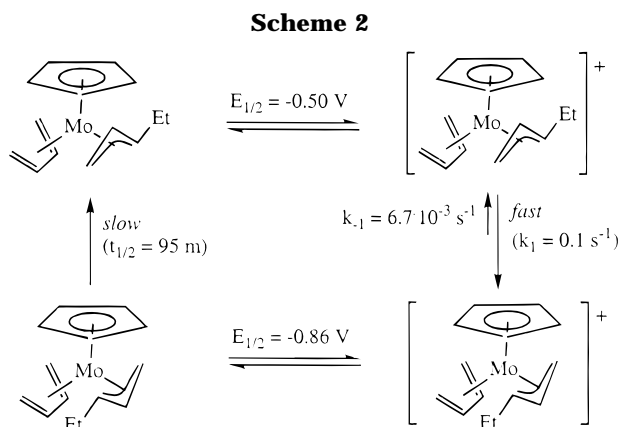 Scheme 2
Mo
Et
E1/2 = -0.50 V
Mo
Et
+
slow
(t1/2 = 95 m)
k-1 = 6.7·10-3 s-1
fast
(k1 = 0.1 s-1)
Mo
Et
E1/2 = -0.86 V
Mo
Et
+